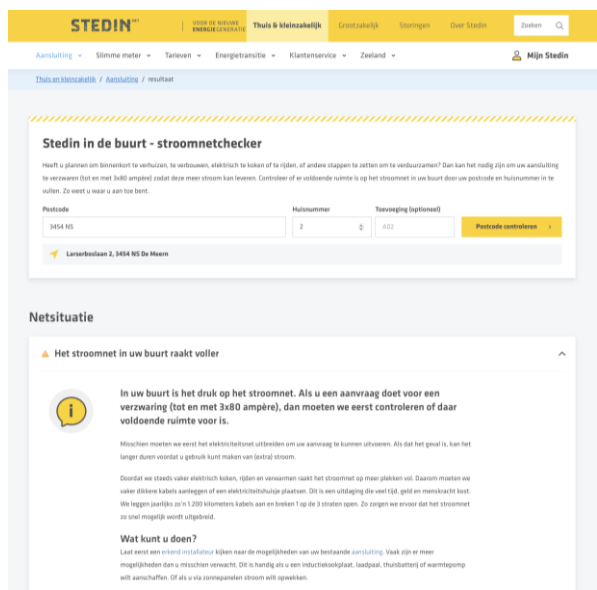 STEDIN.NET
VOOR DE NIEUWE
ENERGIEGENERATIE
Thuis & kleinzakelijk
Grootzakelijk
Storingen
Over Stedin
Zoeken
Aansluiting
Slimme meter
Tarieven
Energietransitie
Klantenservice
Zeeland
Mijn Stedin
Thuis en kleinzakelijk / Aansluiting / resultaat
Stedin in de buurt - stroomnetchecker
Heeft u plannen om binnenkort te verhuizen, te verbouwen, elektrisch te koken of te rijden, of andere stappen te zetten om te verduurzamen? Dan kan het nodig zijn om uw aansluiting
te verzwaren (tot en met 3x80 ampère) zodat deze meer stroom kan leveren. Controleer of er voldoende ruimte is op het stroomnet in uw buurt door uw postcode en huisnummer in te
vullen. Zo weet u waar u aan toe bent.
Postcode
Huisnummer
Toevoeging (optioneel)
3454 NS
2
A02
Postcode controleren
Larserboslaan 2, 3454 NS De Meern
Netsituatie
Het stroomnet in uw buurt raakt voller
In uw buurt is het druk op het stroomnet. Als u een aanvraag doet voor een
verzwaring (tot en met 3x80 ampère), dan moeten we eerst controleren of daar
voldoende ruimte voor is.
Misschien moeten we eerst het elektriciteitsnet uitbreiden om uw aanvraag te kunnen uitvoeren. Als dat het geval is, kan het
langer duren voordat u gebruik kunt maken van (extra) stroom.
Doordat we steeds vaker elektrisch koken, rijden en verwarmen raakt het stroomnet op meer plekken vol. Daarom moeten we
vaker dikkere kabels aanleggen of een elektriciteitshuisje plaatsen. Dit is een uitdaging die veel tijd, geld en menskracht kost.
We leggen jaarlijks zo'n 1.200 kilometers kabels aan en breken 1 op de 3 straten open. Zo zorgen we ervoor dat het stroomnet
zo snel mogelijk wordt uitgebreid.
Wat kunt u doen?
Laat eerst een erkend installateur kijken naar de mogelijkheden van uw bestaande aansluiting. Vaak zijn er meer
mogelijkheden dan u misschien verwacht. Dit is handig als u een inductiekookplaat, laadpaal, thuisbatterij of warmtepomp
wilt aanschaffen. Of als u via zonnepanelen stroom wilt opwekken.